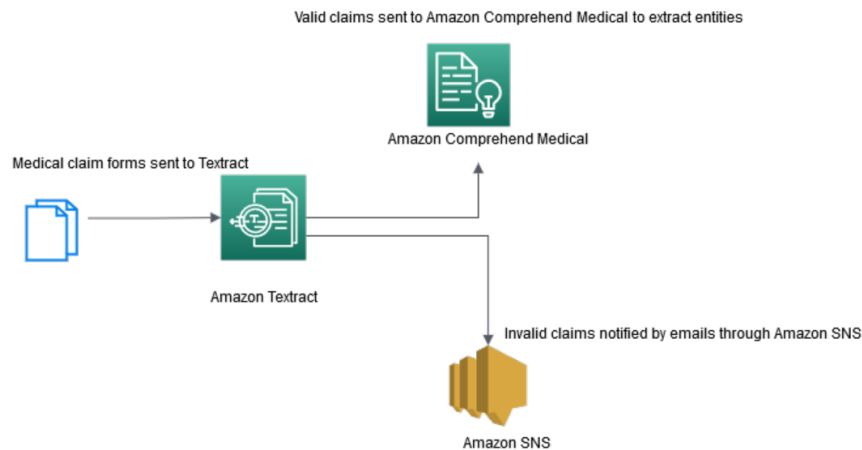 Valid claims sent to Amazon Comprehend Medical to extract entities
Amazon Comprehend Medical
Medical claim forms sent to Textract
Amazon Textract
Invalid claims notified by emails through Amazon SNS
Amazon SNS